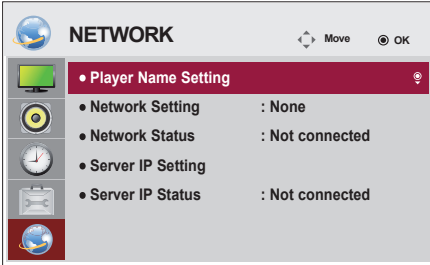 NETWORK Move OK
● Player Name Setting
● Network Setting : None
● Network Status : Not connected
● Server IP Setting
● Server IP Status : Not connected